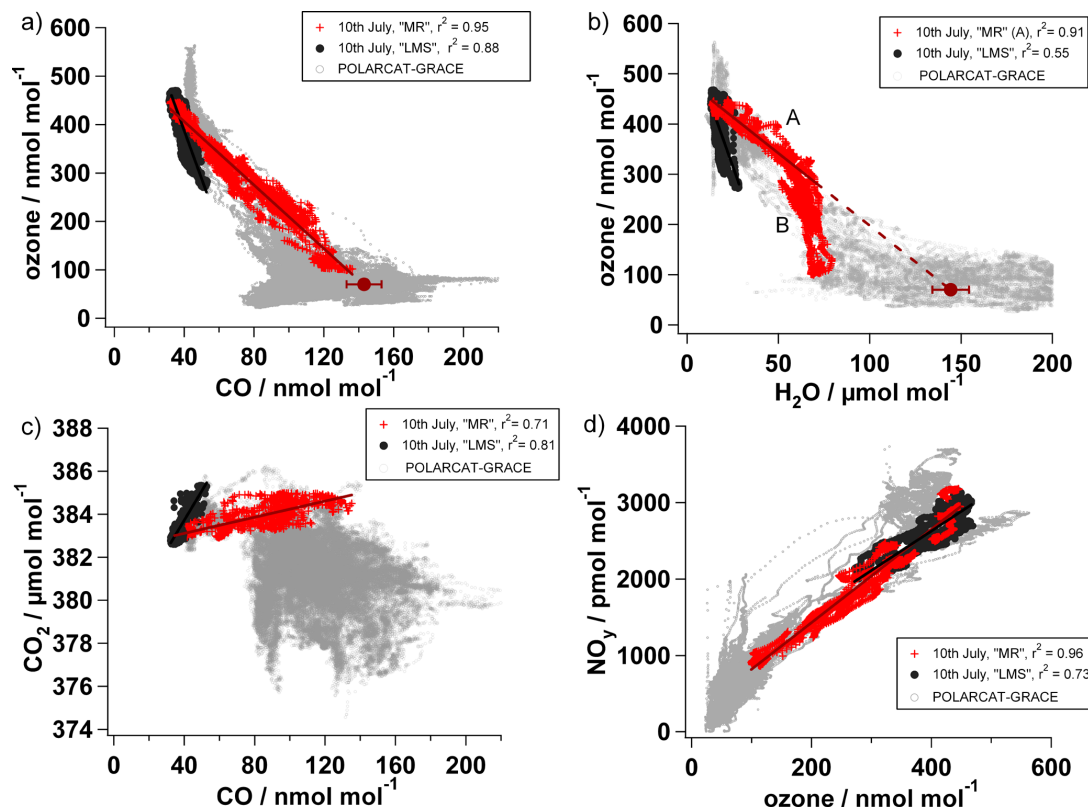 a)
600
500
400
300
200
100
0
ozone / nmol mol⁻¹
0 40 80 120 160 200
CO / nmol mol⁻¹
10th July, "MR", r² = 0.95
10th July, "LMS", r² = 0.88
POLARCAT-GRACE
b)
600
500
400
300
200
100
0
ozone / nmol mol⁻¹
0 50 100 150 200
H₂O / µmol mol⁻¹
10th July, "MR" (A), r² = 0.91
10th July, "LMS", r² = 0.55
POLARCAT-GRACE
A
B
c)
388
386
384
382
380
378
376
374
CO₂ / µmol mol⁻¹
0 40 80 120 160 200
CO / nmol mol⁻¹
10th July, "MR", r² = 0.71
10th July, "LMS", r² = 0.81
POLARCAT-GRACE
d)
4000
3000
2000
1000
0
NOy / pmol mol⁻¹
0 200 400 600
ozone / nmol mol⁻¹
10th July, "MR", r² = 0.96
10th July, "LMS", r² = 0.73
POLARCAT-GRACE